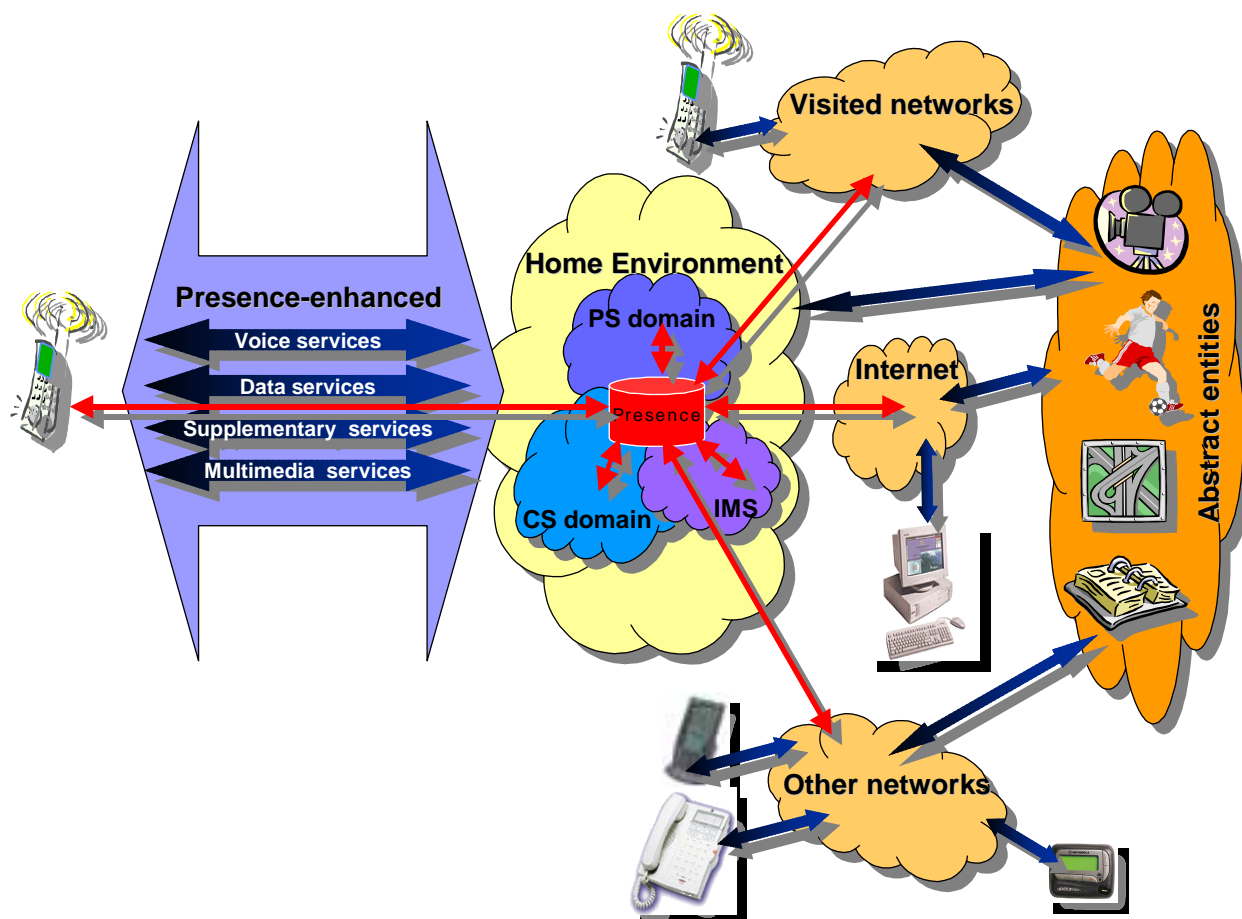 Visited networks
Home Environment
Presence-enhanced
PS domain
Voice services
Internet
Data services
Presence
Supplementary services
Multimedia services
IMS
CS domain
Abstract entities
Other networks